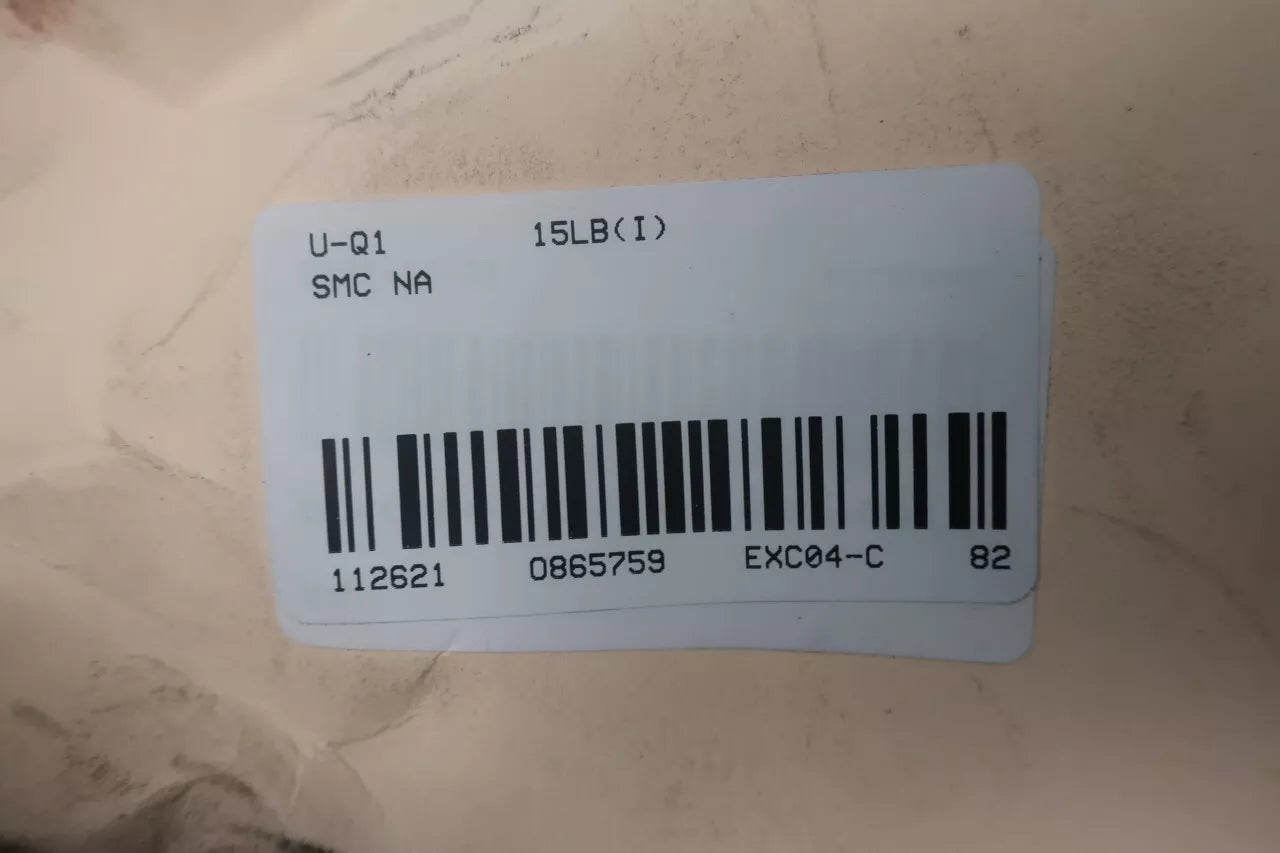 U-Q1 15LB(I)
SMC NA
112621 0865759 EXC04-C 82